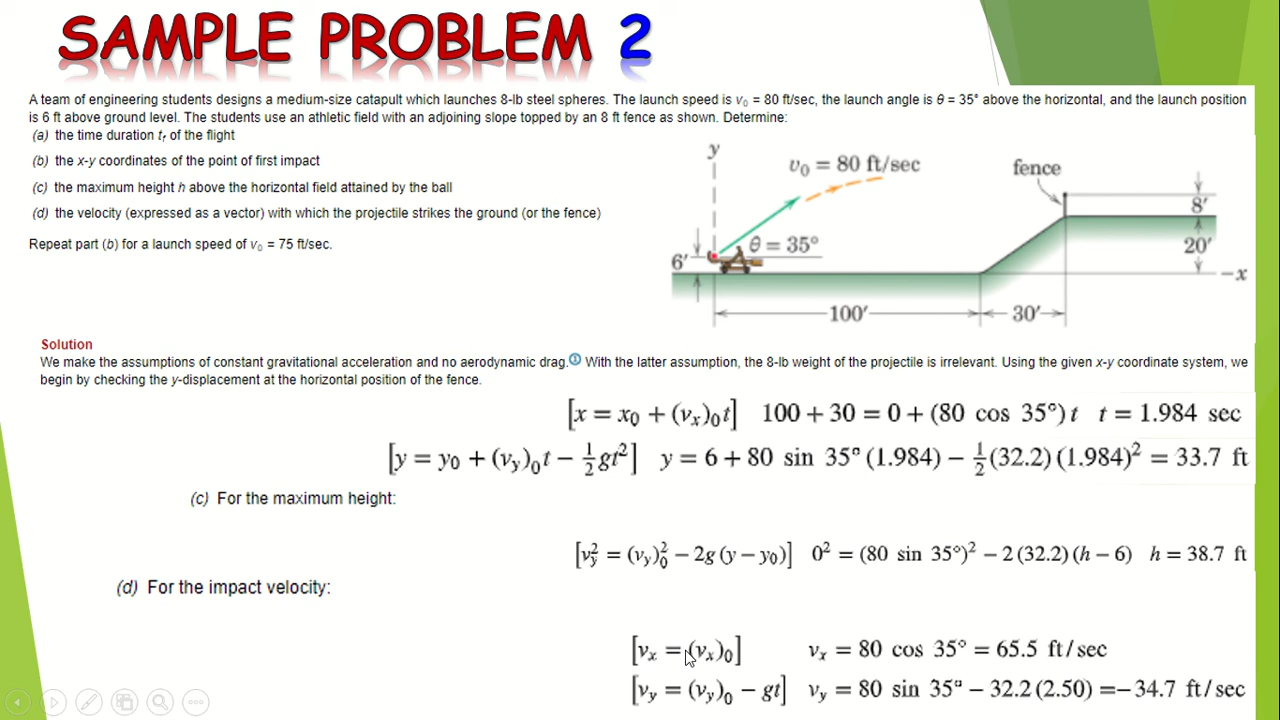 SAMPLE PROBLEM 2
A team of engineering students designs a medium-size catapult which launches 8-lb steel spheres. The launch speed is v₀ = 80 ft/sec, the launch angle is θ = 35° above the horizontal, and the launch position
is 6 ft above ground level. The students use an athletic field with an adjoining slope topped by an 8 ft fence as shown. Determine:
(a) the time duration t_f of the flight
(b) the x-y coordinates of the point of first impact
(c) the maximum height h above the horizontal field attained by the ball
(d) the velocity (expressed as a vector) with which the projectile strikes the ground (or the fence)
Repeat part (b) for a launch speed of v₀ = 75 ft/sec.
y
v₀ = 80 ft/sec
fence
8′
θ = 35°
6′
20′
–x
100′
30′
Solution
We make the assumptions of constant gravitational acceleration and no aerodynamic drag.① With the latter assumption, the 8-lb weight of the projectile is irrelevant. Using the given x-y coordinate system, we
begin by checking the y-displacement at the horizontal position of the fence.
[x = x₀ + (vₓ)₀t] 100 + 30 = 0 + (80 cos 35°)t t = 1.984 sec
[y = y₀ + (v_y)₀t − ½gt²] y = 6 + 80 sin 35°(1.984) − ½(32.2)(1.984)² = 33.7 ft
(c) For the maximum height:
[v_y² = (v_y)₀² − 2g(y − y₀)] 0² = (80 sin 35°)² − 2(32.2)(h − 6) h = 38.7 ft
(d) For the impact velocity:
[vₓ = (vₓ)₀] vₓ = 80 cos 35° = 65.5 ft/sec
[v_y = (v_y)₀ − gt] v_y = 80 sin 35° − 32.2(2.50) =− 34.7 ft/sec